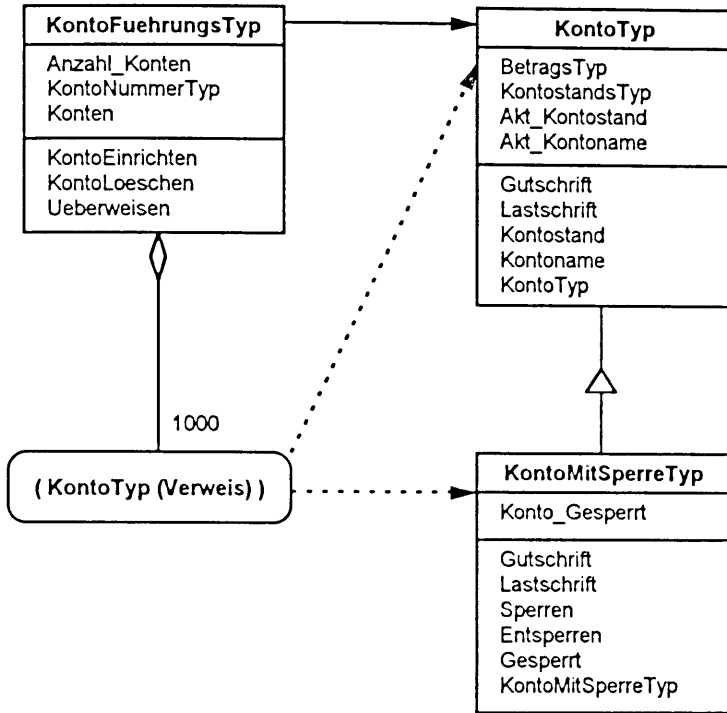 KontoFuehrungsTyp
Anzahl_Konten
KontoNummerTyp
Konten
KontoEinrichten
KontoLoeschen
Ueberweisen
1000
( KontoTyp (Verweis) )
KontoTyp
BetragsTyp
KontostandsTyp
Akt_Kontostand
Akt_Kontoname
Gutschrift
Lastschrift
Kontostand
Kontoname
KontoTyp
KontoMitSperreTyp
Konto_Gesperrt
Gutschrift
Lastschrift
Sperren
Entsperren
Gesperrt
KontoMitSperreTyp